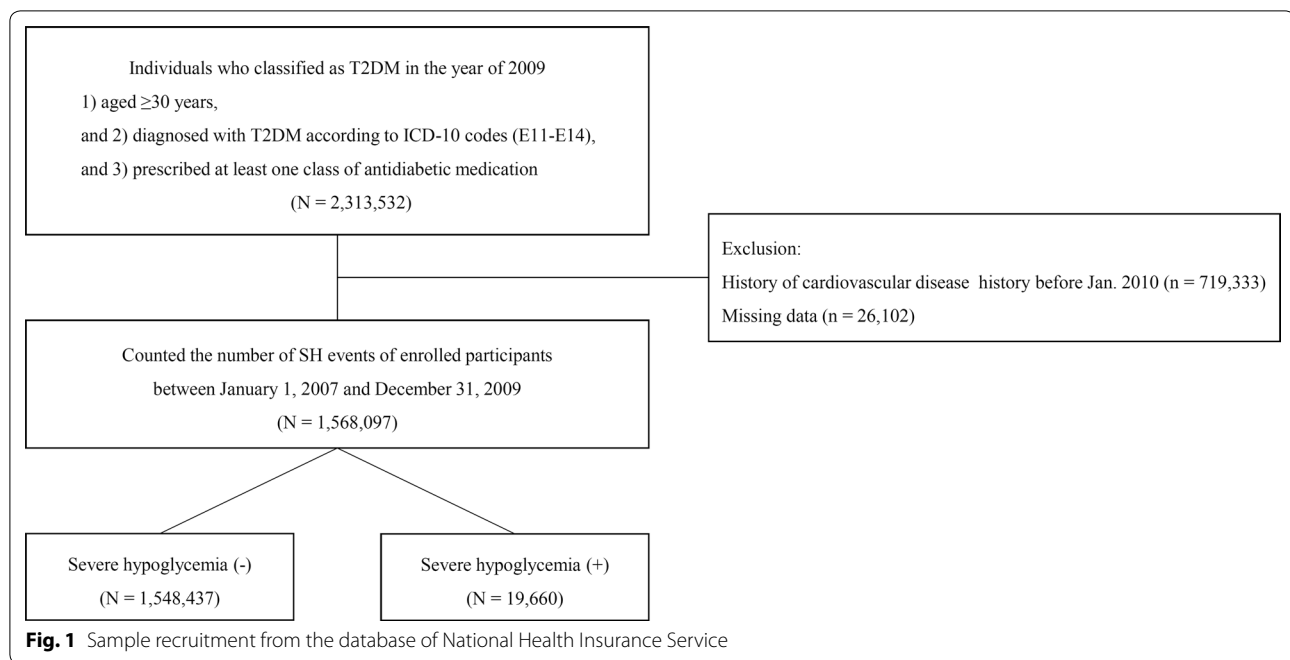 Individuals who classified as T2DM in the year of 2009
1) aged ≥30 years,
and 2) diagnosed with T2DM according to ICD-10 codes (E11-E14),
and 3) prescribed at least one class of antidiabetic medication
(N = 2,313,532)
Exclusion:
History of cardiovascular disease history before Jan. 2010 (n = 719,333)
Missing data (n = 26,102)
Counted the number of SH events of enrolled participants
between January 1, 2007 and December 31, 2009
(N = 1,568,097)
Severe hypoglycemia (-)
(N = 1,548,437)
Severe hypoglycemia (+)
(N = 19,660)
Fig. 1 Sample recruitment from the database of National Health Insurance Service